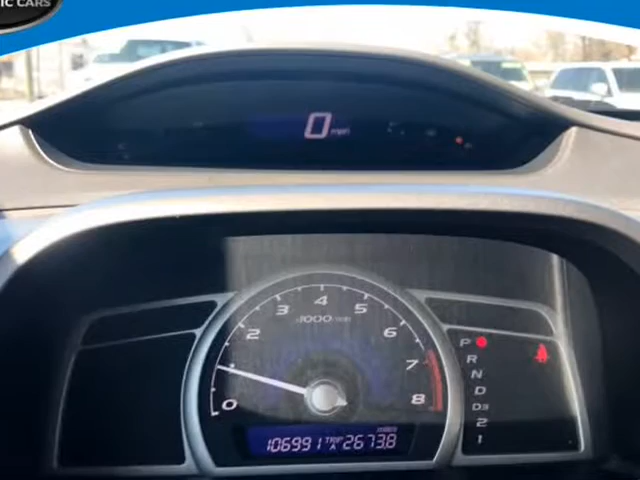 IC CARS
0 mph
0 1 2 3 4 5 6 7 8
x1000 r/min
P
R
N
D
D3
2
1
miles
106991 TRIP A 2673.8